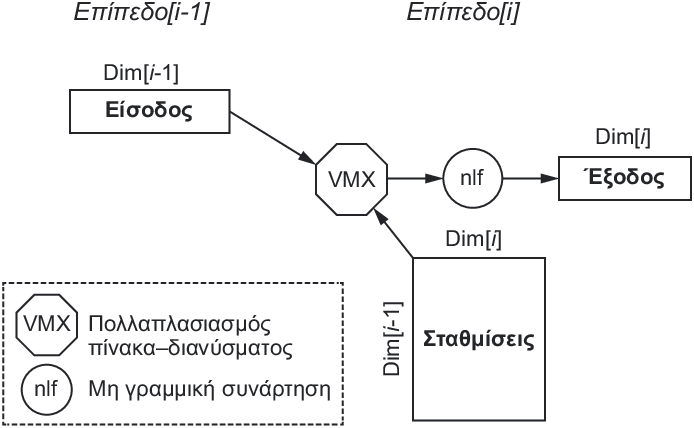 Επίπεδο[i-1]
Επίπεδο[i]
Dim[i-1]
Είσοδος
VMX
nlf
Dim[i]
Έξοδος
Dim[i]
Dim[i-1]
Σταθμίσεις
VMX
Πολλαπλασιασμός
πίνακα–διανύσματος
nlf
Μη γραμμική συνάρτηση